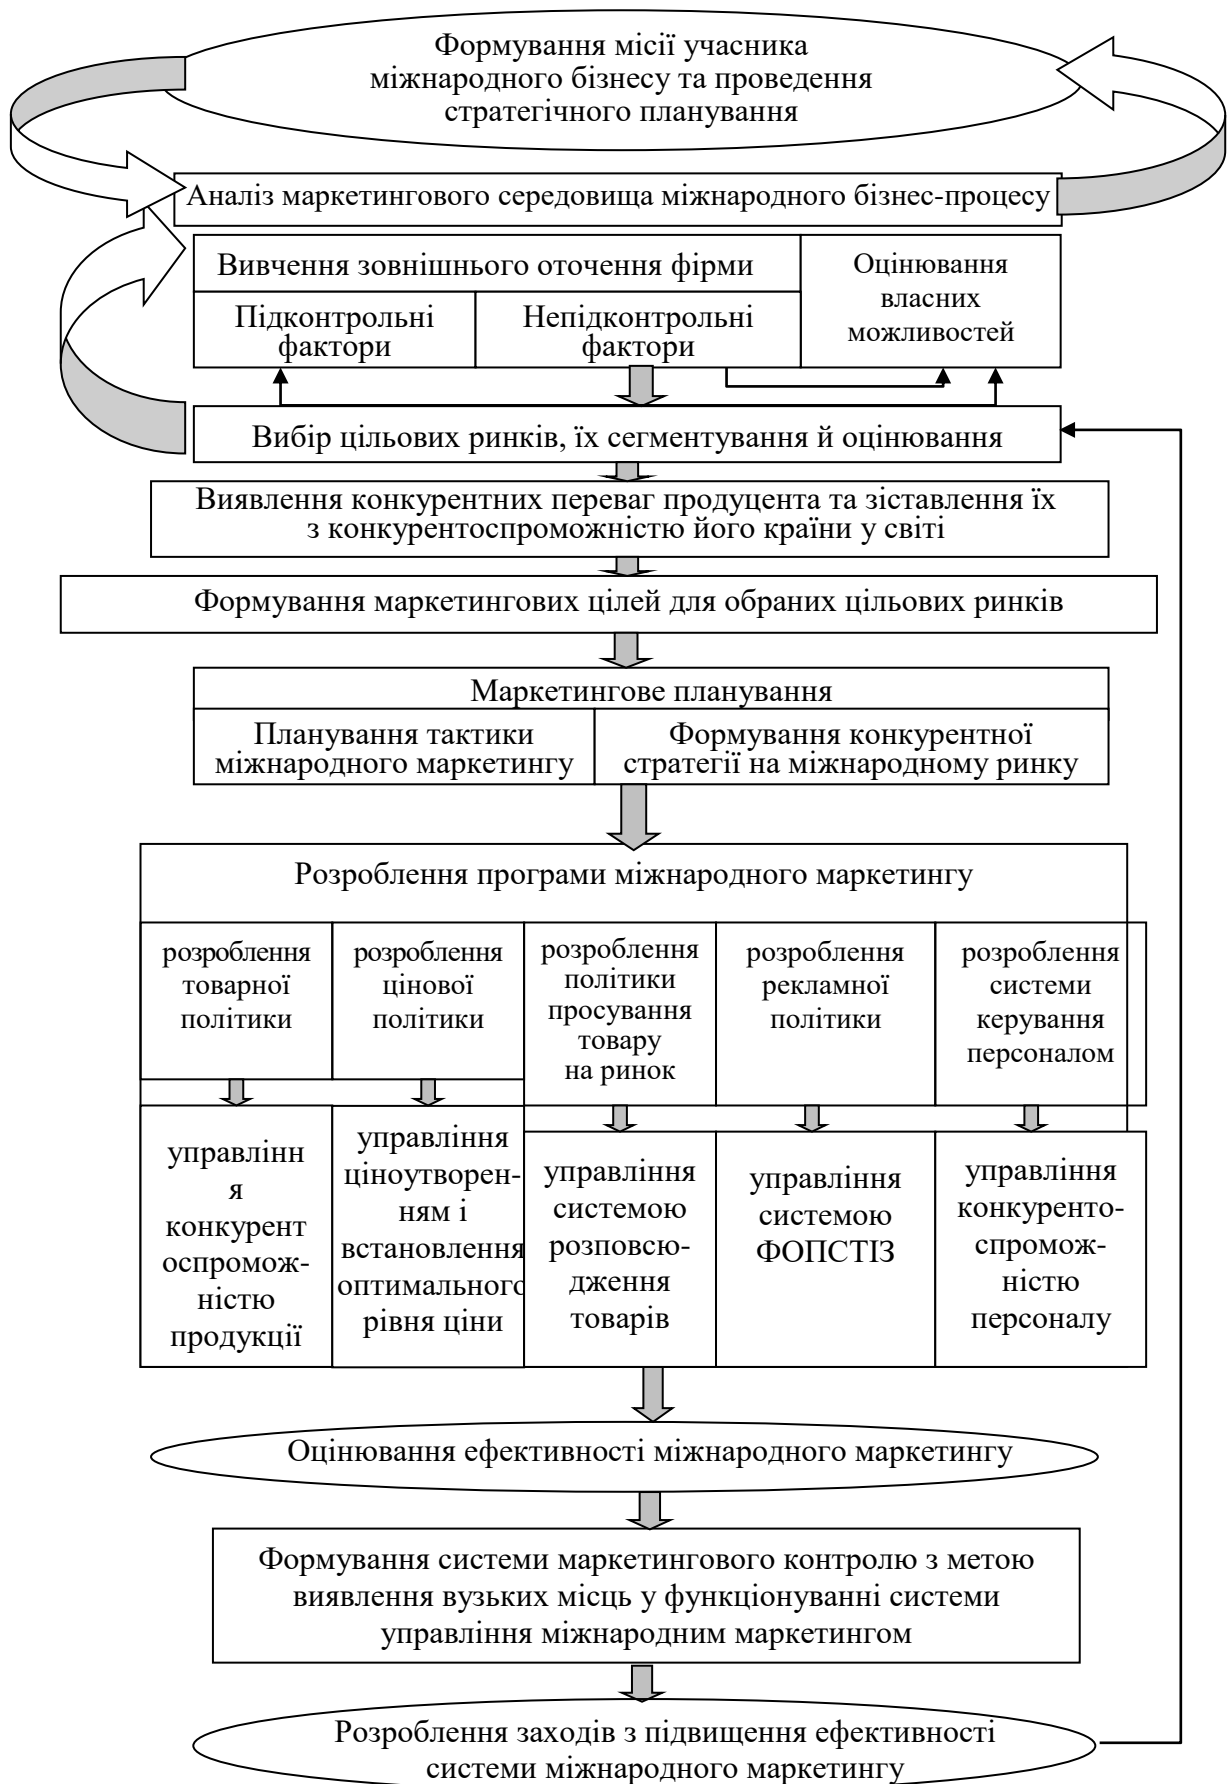 Формування місії учасника
міжнародного бізнесу та проведення
стратегічного планування
Аналіз маркетингового середовища міжнародного бізнес-процесу
Вивчення зовнішнього оточення фірми
Оцінювання
власних
можливостей
Підконтрольні
фактори
Непідконтрольні
фактори
Вибір цільових ринків, їх сегментування й оцінювання
Виявлення конкурентних переваг продуцента та зіставлення їх
з конкурентоспроможністю його країни у світі
Формування маркетингових цілей для обраних цільових ринків
Маркетингове планування
Планування тактики
міжнародного маркетингу
Формування конкурентної
стратегії на міжнародному ринку
Розроблення програми міжнародного маркетингу
розроблення
товарної
політики
розроблення
цінової
політики
розроблення
політики
просування
товару
на ринок
розроблення
рекламної
політики
розроблення
системи
керування
персоналом
управлінн
я
конкурент
оспромож-
ністю
продукції
управління
ціноутворен-
ням і
встановлення
оптимального
рівня ціни
управління
системою
розповсю-
дження
товарів
управління
системою
ФОПСТІЗ
управління
конкуренто-
спромож-
ністю
персоналу
Оцінювання ефективності міжнародного маркетингу
Формування системи маркетингового контролю з метою
виявлення вузьких місць у функціонуванні системи
управління міжнародним маркетингом
Розроблення заходів з підвищення ефективності
системи міжнародного маркетингу